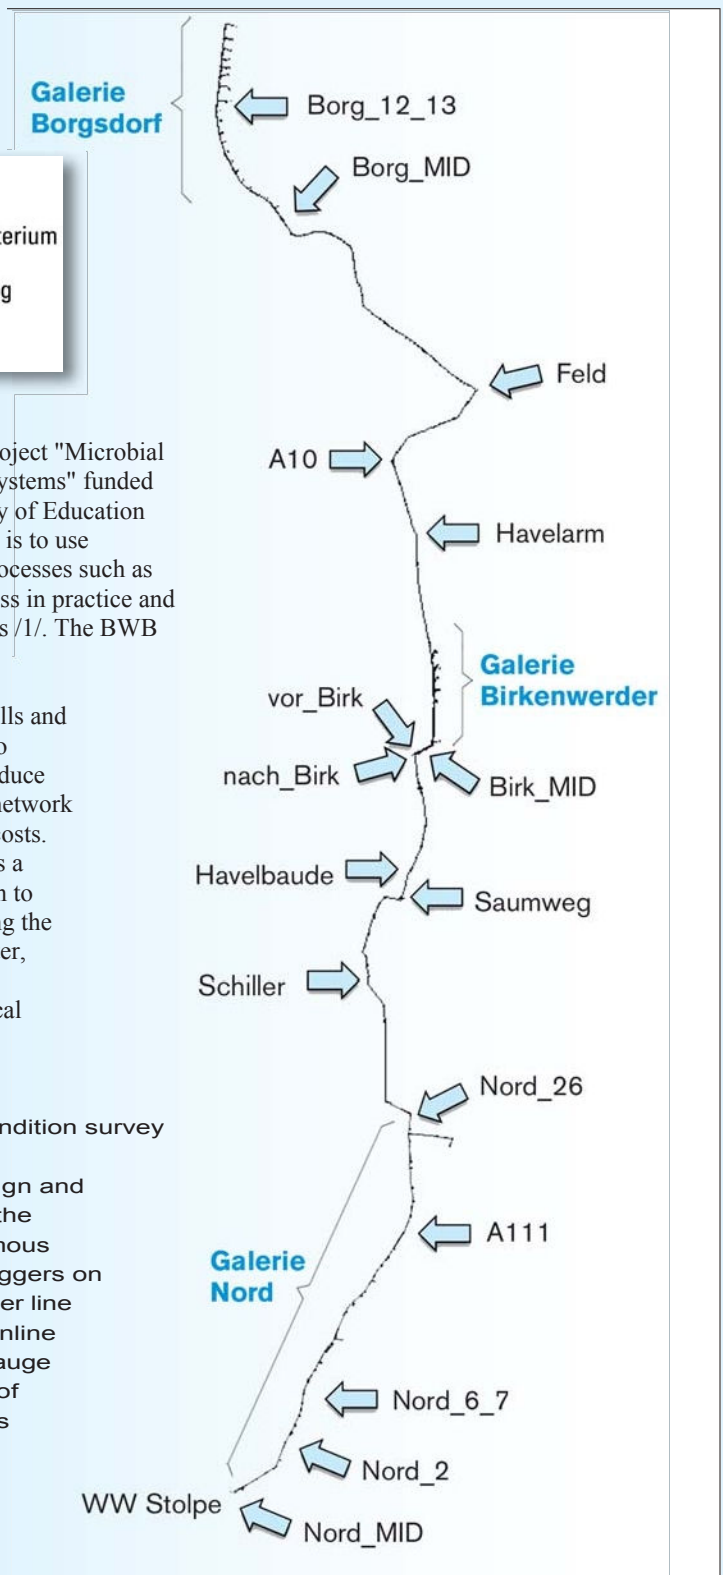 Galerie
Borgsdorf
Borg_12_13
Borg_MID
Feld
A10
Havelarm
Galerie
Birkenwerder
vor_Birk
nach_Birk
Birk_MID
Havelbaude
Saumweg
Schiller
Nord_26
A111
Galerie
Nord
Nord_6_7
Nord_2
WW Stolpe
Nord_MID
terium
g
oject "Microbial
ystems" funded
y of Education
is to use
ocesses such as
ss in practice and
s /1/. The BWB
lls and
o
duce
network
costs.
s a
n to
ng the
er,
cal
ndition survey
ign and
the
nous
ggers on
er line
nline
auge
of
s